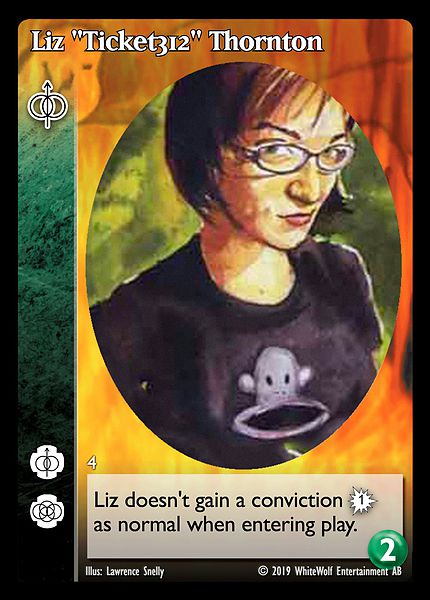 Liz "Ticket312" Thornton
4
Liz doesn't gain a conviction 1
as normal when entering play.
2
Illus: Lawrence Snelly © 2019 WhiteWolf Entertainment AB